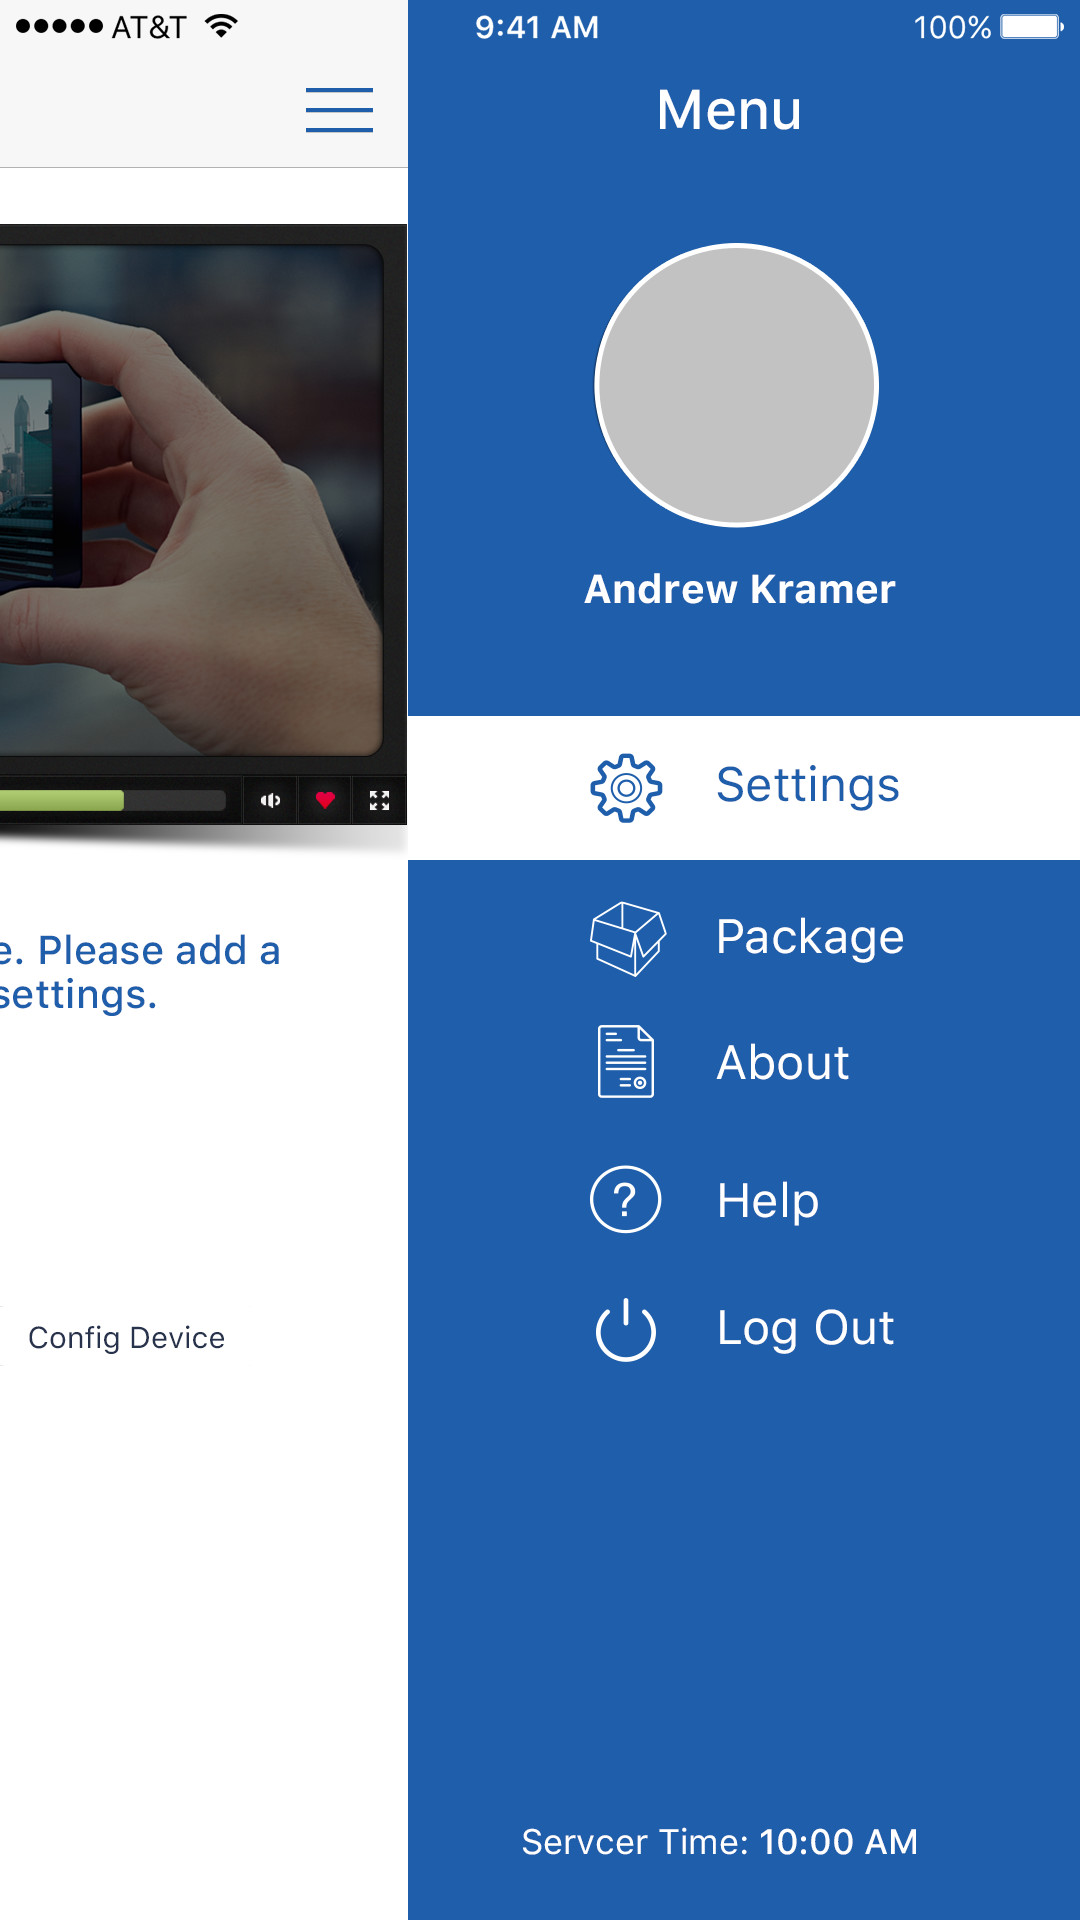 AT&T 9:41 AM 100%
Menu
Andrew Kramer
Settings
Package
e. Please add a
settings.
About
? Help
Log Out
Config Device
Servcer Time: 10:00 AM